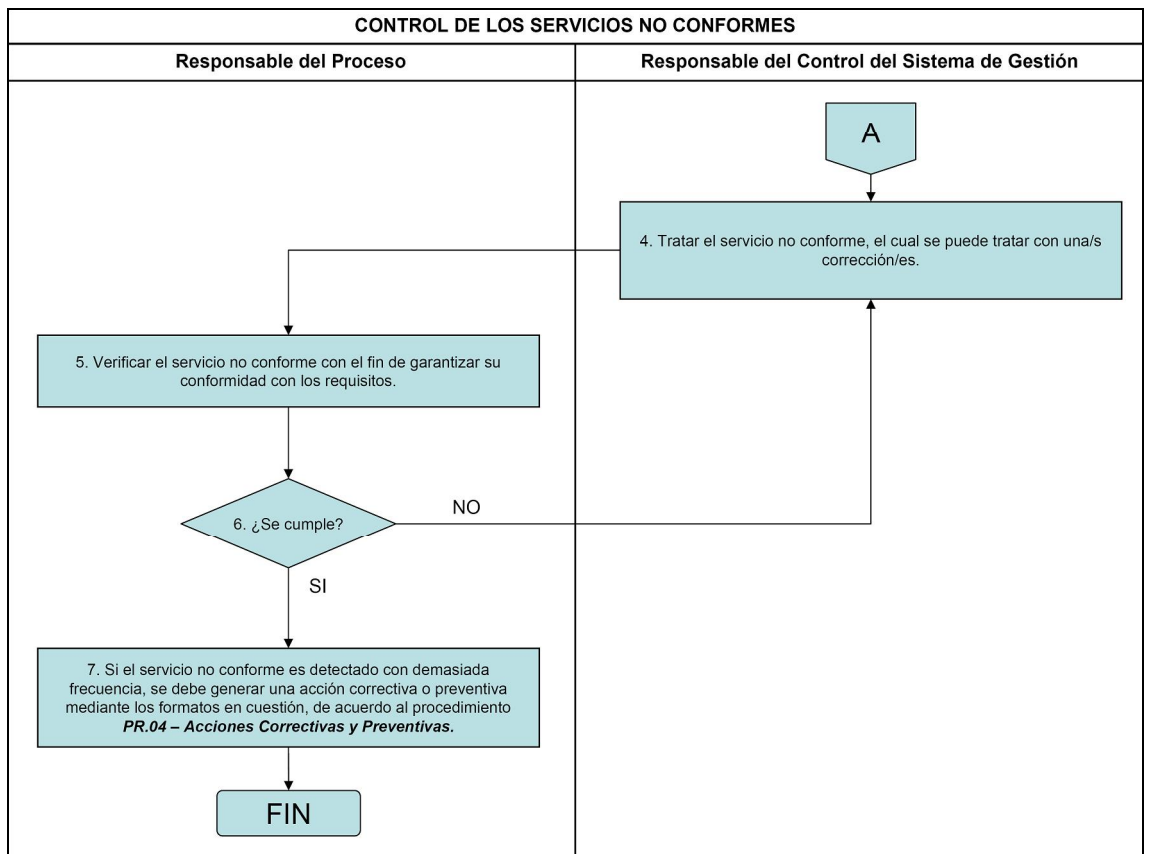 CONTROL DE LOS SERVICIOS NO CONFORMES
Responsable del Proceso
Responsable del Control del Sistema de Gestión
A
4. Tratar el servicio no conforme, el cual se puede tratar con una/s
corrección/es.
5. Verificar el servicio no conforme con el fin de garantizar su
conformidad con los requisitos.
6. ¿Se cumple?
NO
SI
7. Si el servicio no conforme es detectado con demasiada
frecuencia, se debe generar una acción correctiva o preventiva
mediante los formatos en cuestión, de acuerdo al procedimiento
PR.04 – Acciones Correctivas y Preventivas.
FIN